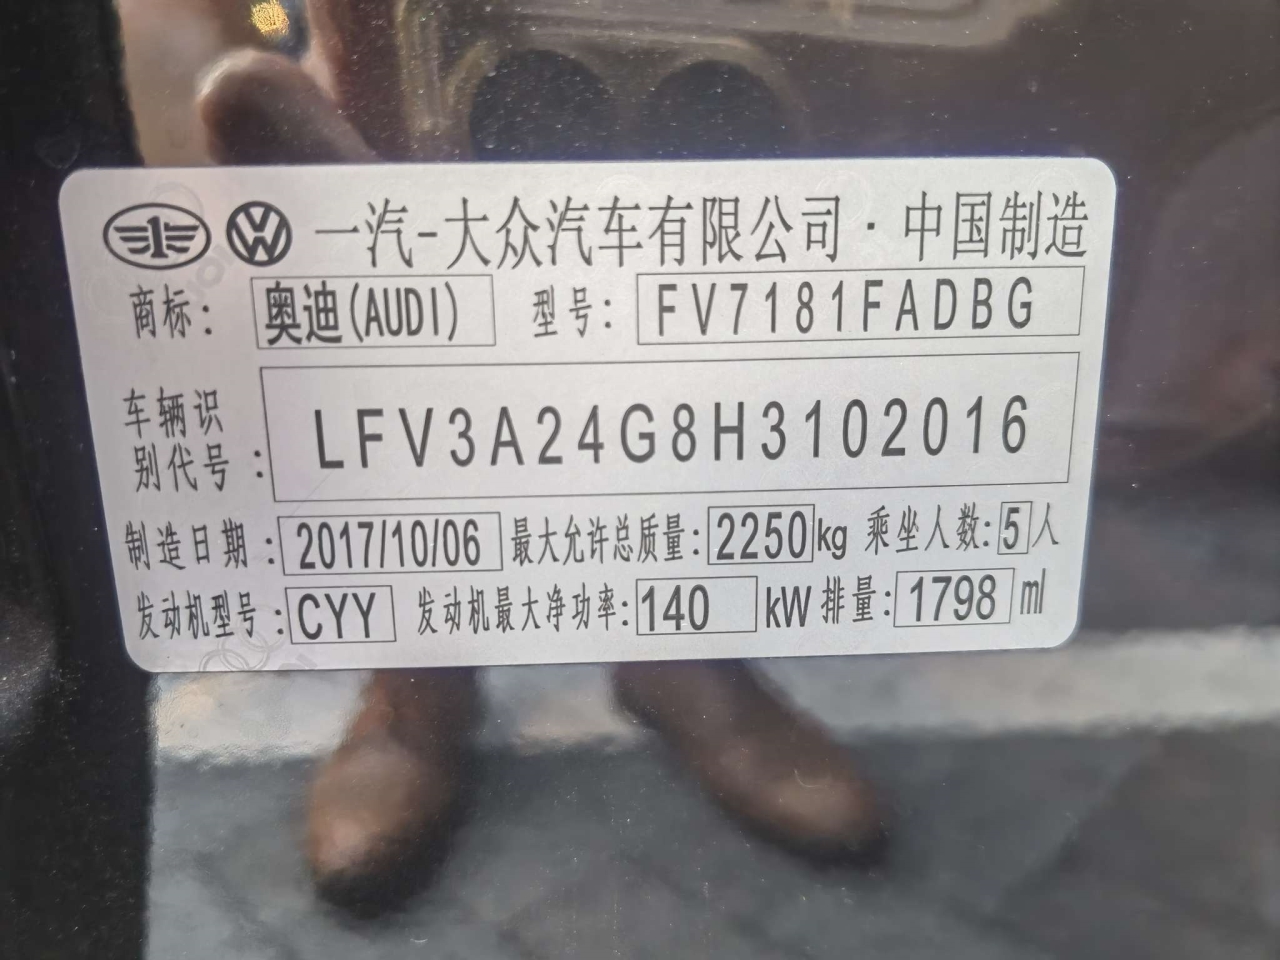 一汽-大众汽车有限公司·中国制造
商标: 奥迪(AUDI) 型号: FV7181FADBG
车辆识别代号: LFV3A24G8H3102016
制造日期: 2017/10/06 最大允许总质量: 2250kg 乘坐人数: 5人
发动机型号: CYY 发动机最大净功率: 140 kW 排量: 1798 ml